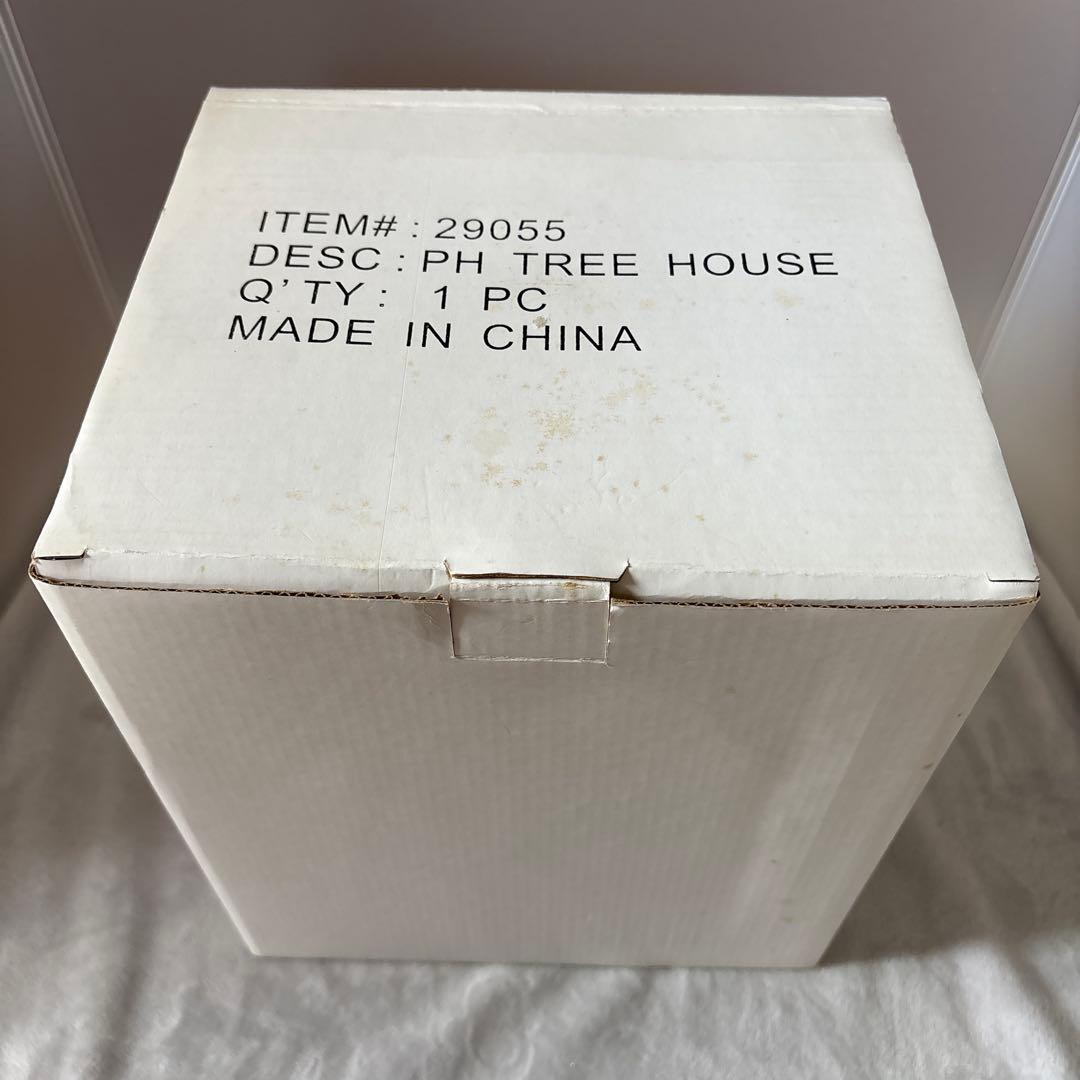 ITEM# : 29055
DESC : PH TREE HOUSE
Q'TY : 1 PC
MADE IN CHINA